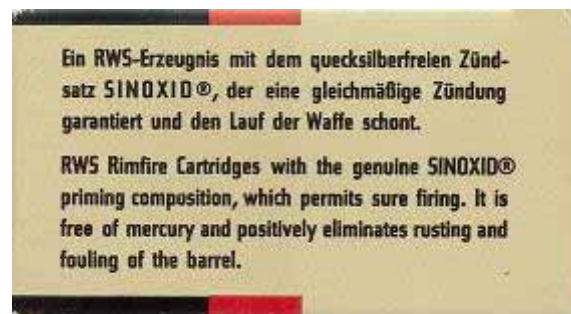 Ein RWS-Erzeugnis mit dem quecksilberfreien Zünd-
satz SINOXID®, der eine gleichmäßige Zündung
garantiert und den Lauf der Waffe schont.
RWS Rimfire Cartridges with the genuine SINOXID®
priming composition, which permits sure firing. It is
free of mercury and positively eliminates rusting and
fouling of the barrel.